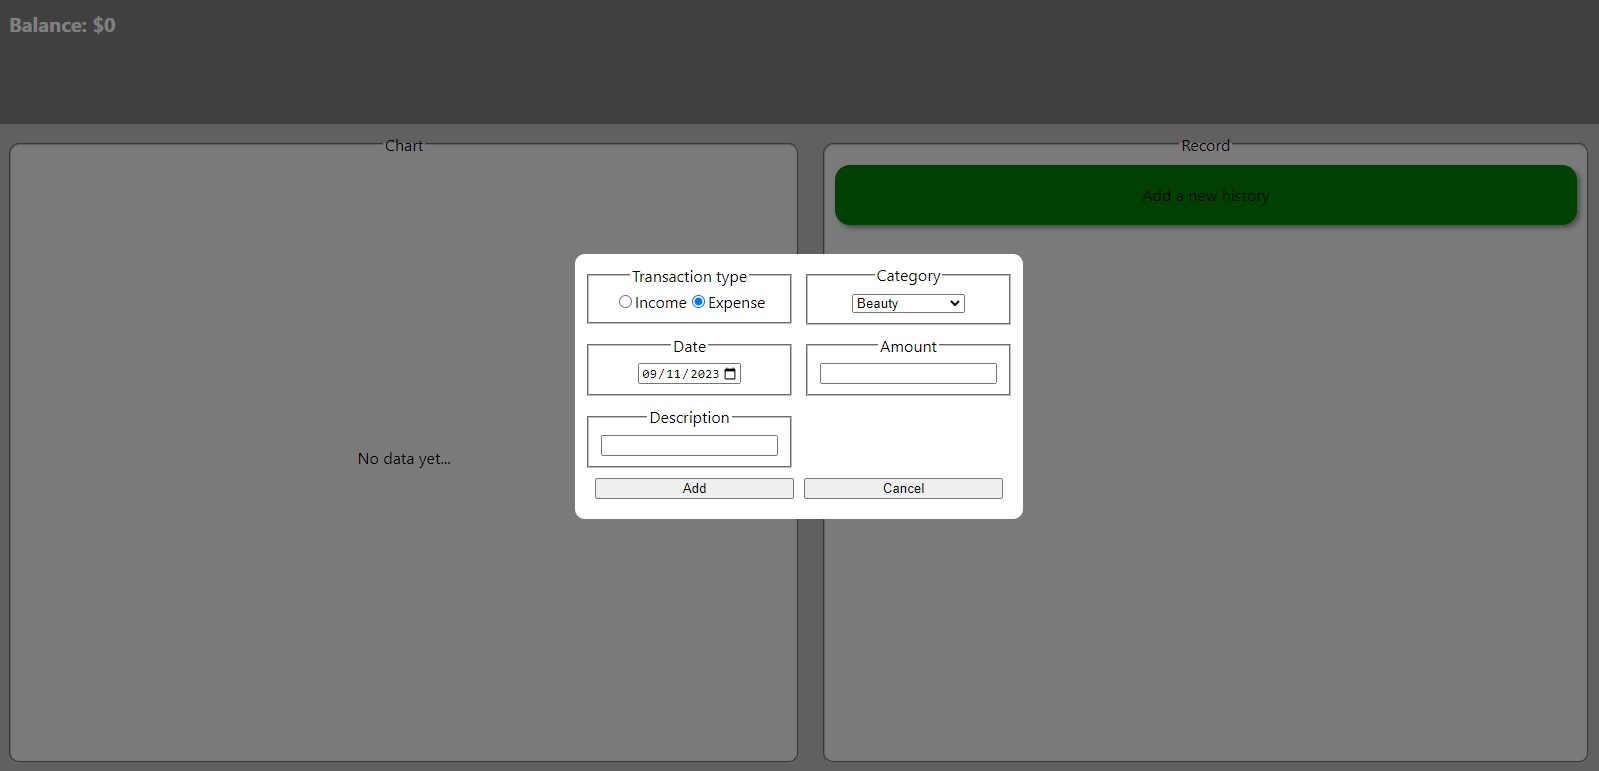 Balance: $0
Chart
Record
Add a new history
Transaction type
Income Expense
Category
Beauty
Date
09/11/2023
Amount
Description
No data yet...
Add
Cancel